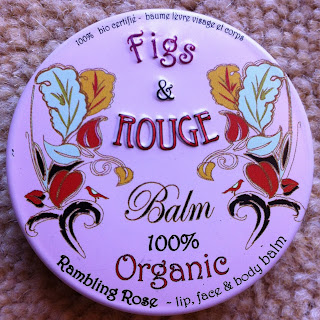 100% bio certifié - baume lèvre visage et corps
Figs
&
ROUGE
Balm
100%
Organic
Rambling Rose - lip, face & body balm